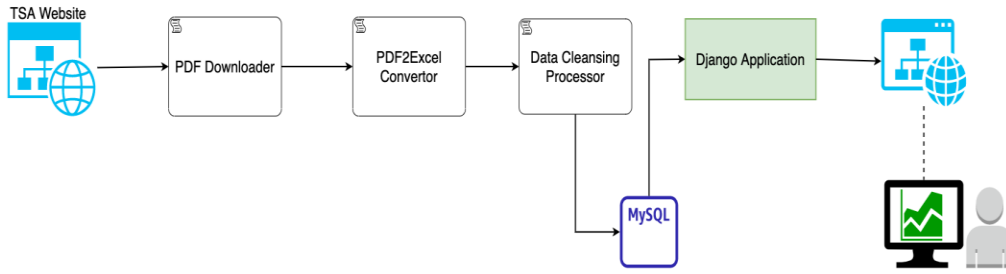 TSA Website
PDF Downloader
PDF2Excel
Convertor
Data Cleansing
Processor
Django Application
MySQL